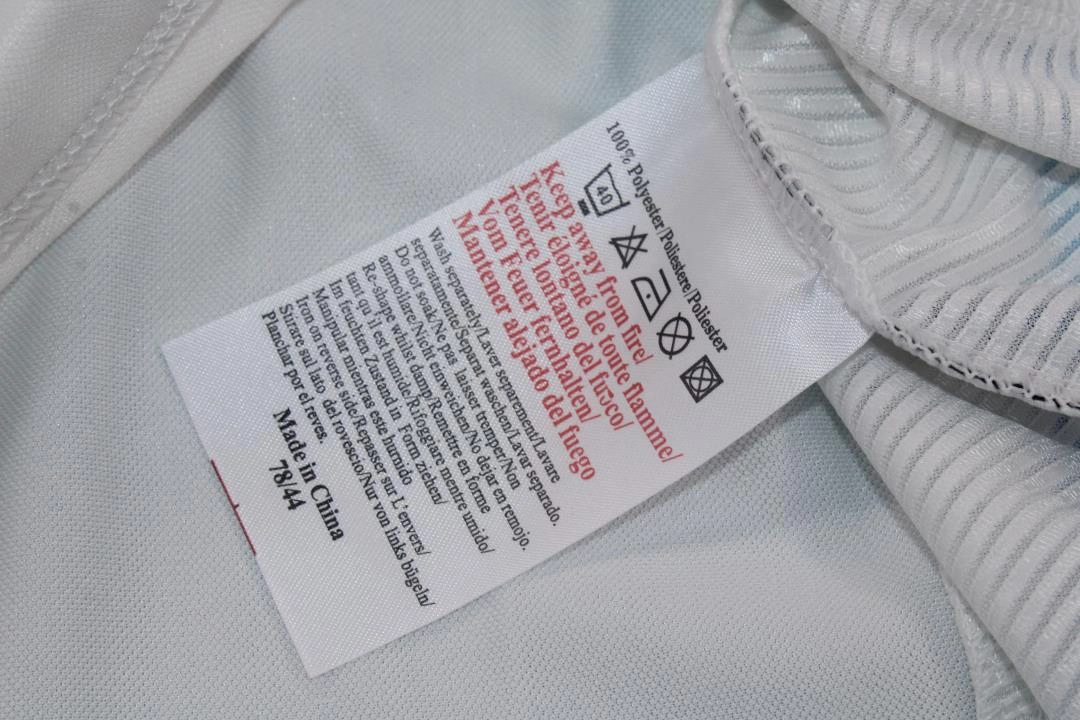 100% Polyester/Poliestere/Poliester
40
Keep away from fire/
Tenir éloigné de toute flamme/
Tenere lontano del fuoco/
Vom Feuer fernhalten/
Mantener alejado del fuego
Wash separately/Laver separement/Lavare
separatamente/Separat waschen/Lavar separado.
Do not soak/Ne pas laisser tremper/Non
ammollare/Nicht einweichen/No dejar en remojo.
Re-shape whilst damp/Remettre en forme
tant qu'il est humide/Rifoggiare mentre umido/
Im feuchten Zustand in Form ziehen/
Manipular mientras este humido
Iron on reverse side/Repasser sur L'envers/
Stirare sul lato del rovescio/Nur von links bügeln/
Planchar por el reves.
Made in China
78/44